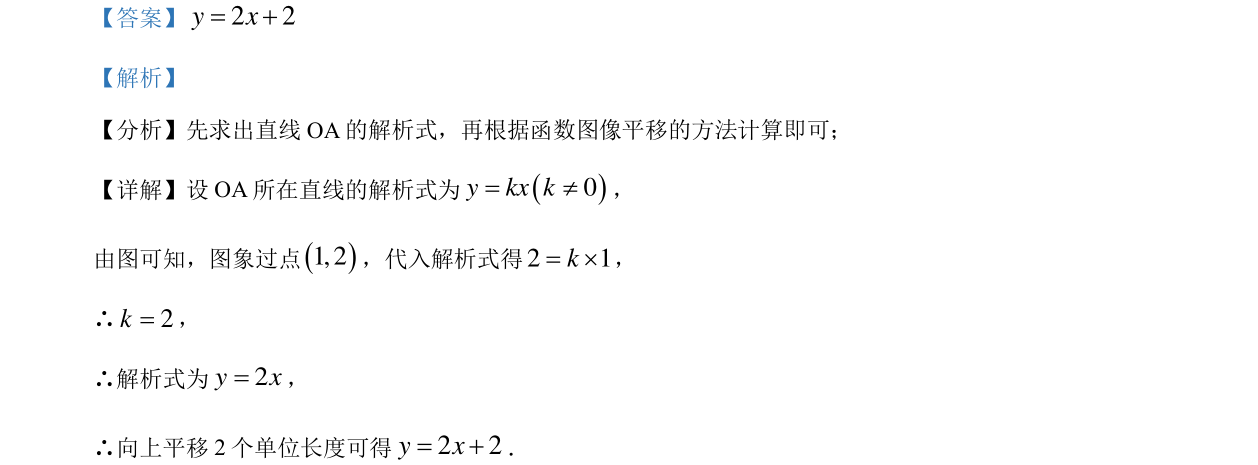 【答案】y=2x+2
【解析】
【分析】先求出直线 OA 的解析式，再根据函数图像平移的方法计算即可；
【详解】设 OA 所在直线的解析式为 y=kx(k≠0)，
由图可知，图象过点(1,2)，代入解析式得2=k×1，
∴k=2，
∴解析式为 y=2x，
∴向上平移 2 个单位长度可得 y=2x+2．